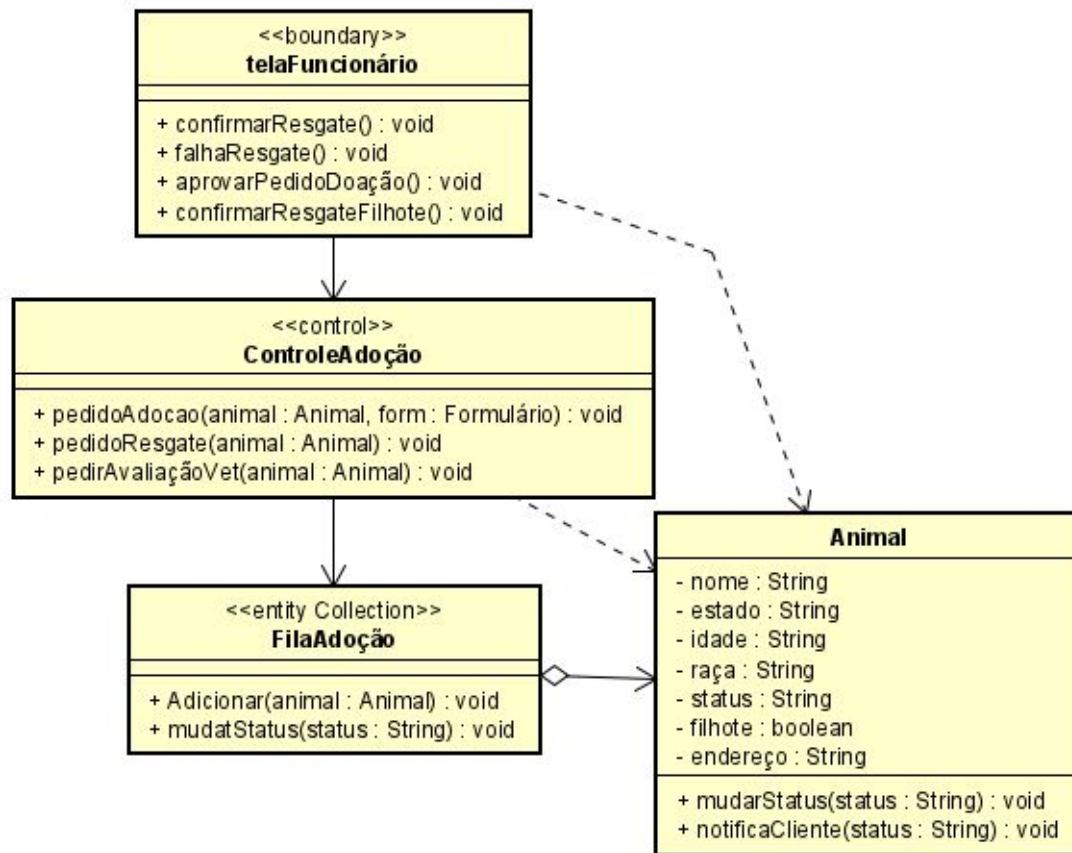 <<boundary>>
telaFuncionário
+ confirmarResgate() : void
+ falhaResgate() : void
+ aprovarPedidoDoação() : void
+ confirmarResgateFilhote() : void
<<control>>
ControleAdoção
+ pedidoAdocao(animal : Animal, form : Formulário) : void
+ pedidoResgate(animal : Animal) : void
+ pedirAvaliaçãoVet(animal : Animal) : void
<<entity Collection>>
FilaAdoção
+ Adicionar(animal : Animal) : void
+ mudatStatus(status : String) : void
Animal
- nome : String
- estado : String
- idade : String
- raça : String
- status : String
- filhote : boolean
- endereço : String
+ mudarStatus(status : String) : void
+ notificaCliente(status : String) : void